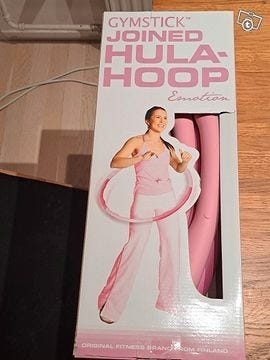 GYMSTICK™
JOINED
HULA-
HOOP
Emotion
ORIGINAL FITNESS BRAND FROM FINLAND